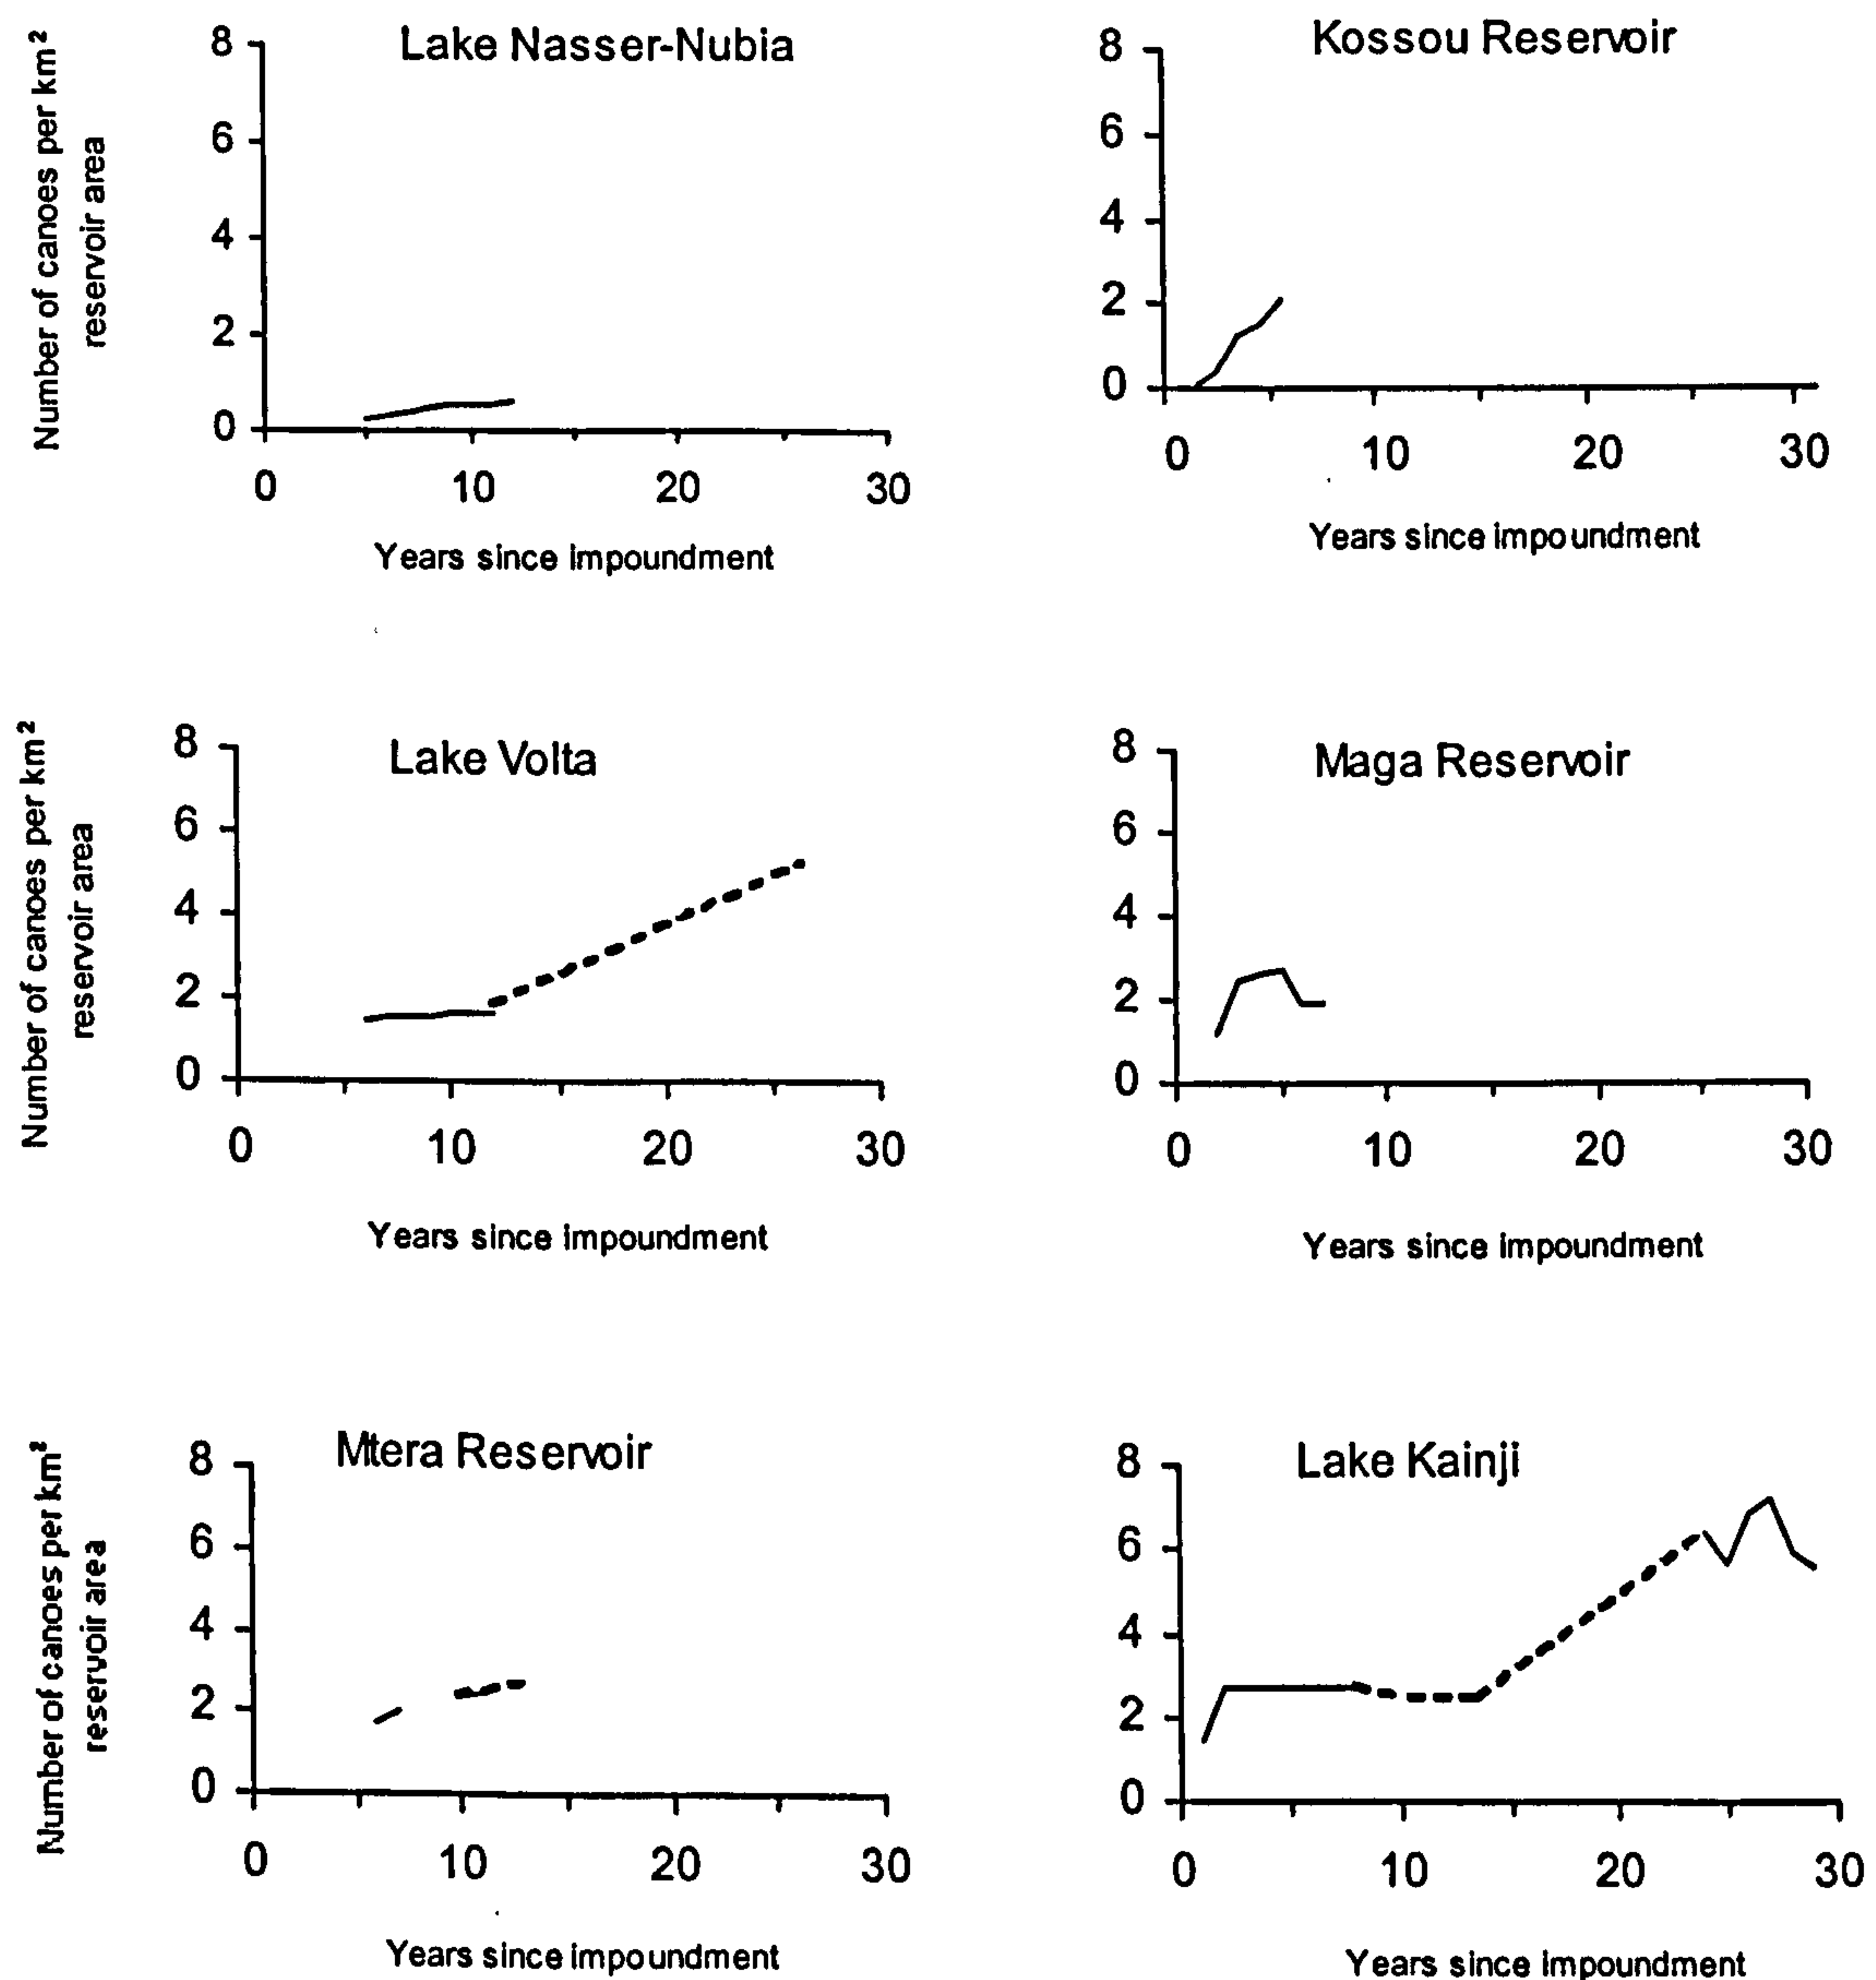 Lake Nasser-Nubia
Number of canoes per km²
reservoir area
8
6
4
2
0
0 10 20 30
Years since impoundment
Kossou Reservoir
8
6
4
2
0
0 10 20 30
Years since impoundment
Lake Volta
Number of canoes per km²
reservoir area
8
6
4
2
0
0 10 20 30
Years since impoundment
Maga Reservoir
8
6
4
2
0
0 10 20 30
Years since impoundment
Mtera Reservoir
Number of canoes per km²
reservoir area
8
6
4
2
0
0 10 20 30
Years since impoundment
Lake Kainji
8
6
4
2
0
0 10 20 30
Years since impoundment